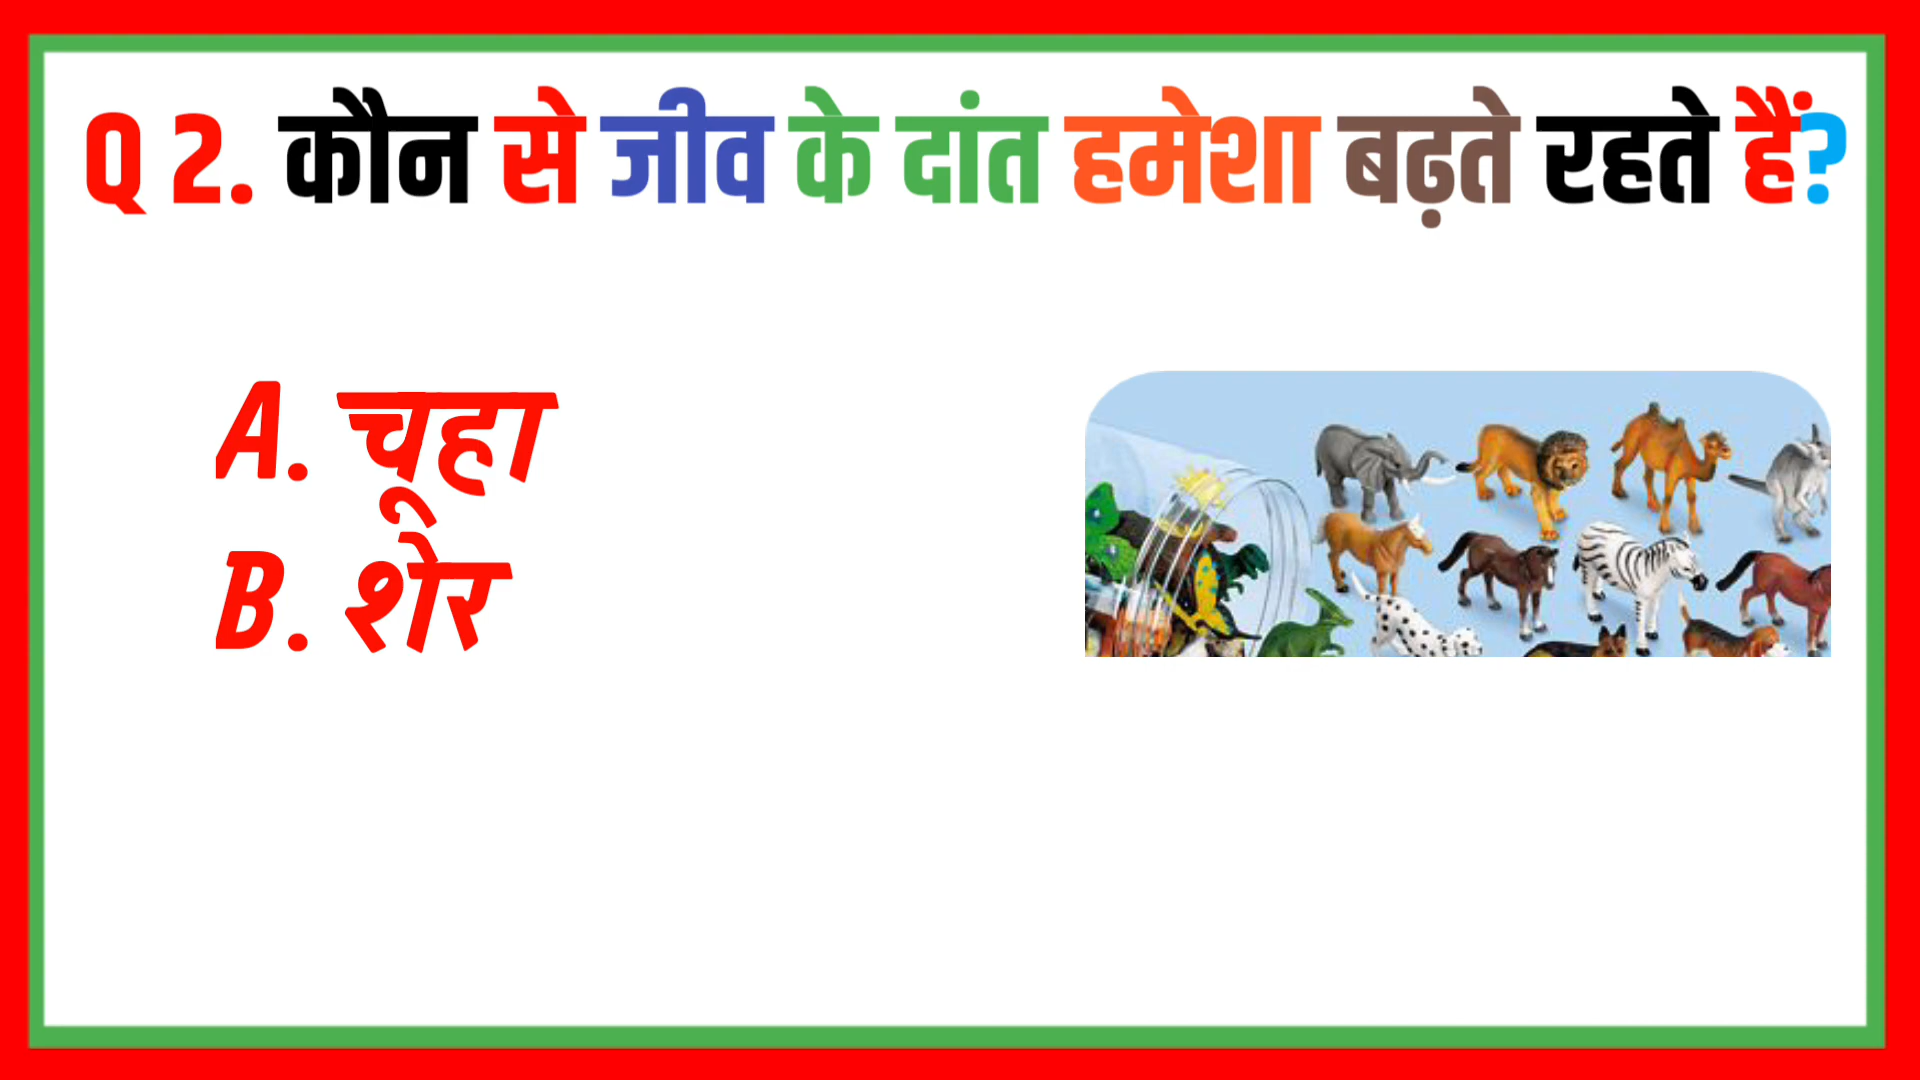 Q 2. कौन से जीव के दांत हमेशा बढ़ते रहते हैं?
A. चूहा
B. शेर